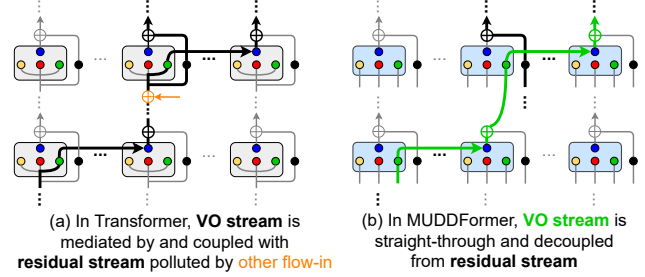 (a) In Transformer, VO stream is
mediated by and coupled with
residual stream polluted by other flow-in
(b) In MUDDFormer, VO stream is
straight-through and decoupled
from residual stream